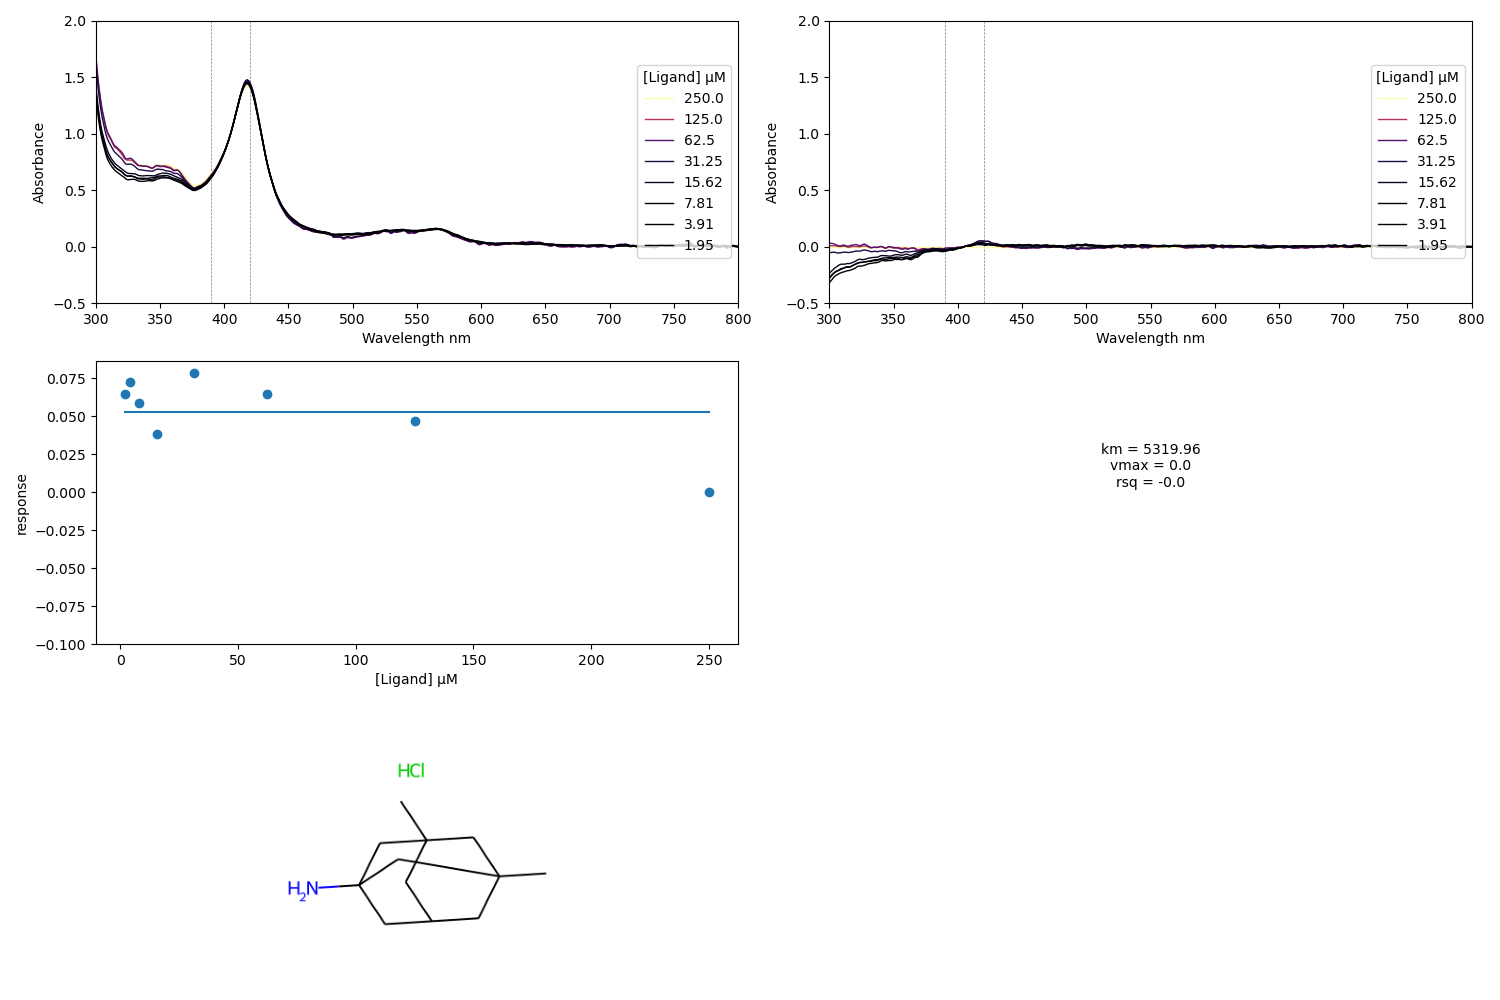 2.0
1.5
1.0
0.5
0.0
−0.5
Absorbance
300 350 400 450 500 550 600 650 700 750 800
Wavelength nm
[Ligand] µM
250.0
125.0
62.5
31.25
15.62
7.81
3.91
1.95
2.0
1.5
1.0
0.5
0.0
−0.5
Absorbance
300 350 400 450 500 550 600 650 700 750 800
Wavelength nm
[Ligand] µM
250.0
125.0
62.5
31.25
15.62
7.81
3.91
1.95
0.075
0.050
0.025
0.000
−0.025
−0.050
−0.075
−0.100
response
0 50 100 150 200 250
[Ligand] µM
km = 5319.96
vmax = 0.0
rsq = -0.0
HCl
H2N